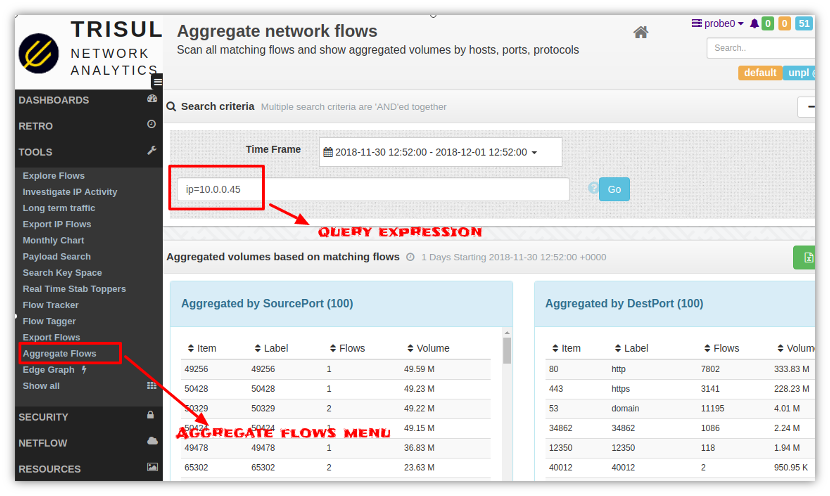 TRISUL
NETWORK
ANALYTICS
DASHBOARDS
RETRO
TOOLS
Explore Flows
Investigate IP Activity
Long term traffic
Export IP Flows
Monthly Chart
Payload Search
Search Key Space
Real Time Stab Toppers
Flow Tracker
Flow Tagger
Export Flows
Aggregate Flows
Edge Graph
Show all
SECURITY
NETFLOW
RESOURCES
Aggregate network flows
Scan all matching flows and show aggregated volumes by hosts, ports, protocols
probe0 0 0 51
Search..
default unpl
Search criteria Multiple search criteria are 'AND'ed together
Time Frame 2018-11-30 12:52:00 - 2018-12-01 12:52:00
ip=10.0.0.45 ? Go
QUERY EXPRESSION
Aggregated volumes based on matching flows 1 Days Starting 2018-11-30 12:52:00 +0000
Aggregated by SourcePort (100)
Item Label Flows Volume
49256 49256 1 49.59 M
50428 50428 1 49.23 M
50329 50329 2 49.22 M
50424 50424 1 49.15 M
AGGREGATE FLOWS MENU
49478 49478 1 36.83 M
65302 65302 2 23.63 M
Aggregated by DestPort (100)
Item Label Flows Volum
80 http 7802 333.83 M
443 https 3141 228.23 M
53 domain 11195 4.01 M
34862 34862 1086 2.24 M
12350 12350 118 1.94 M
40012 40012 2 950.95 K